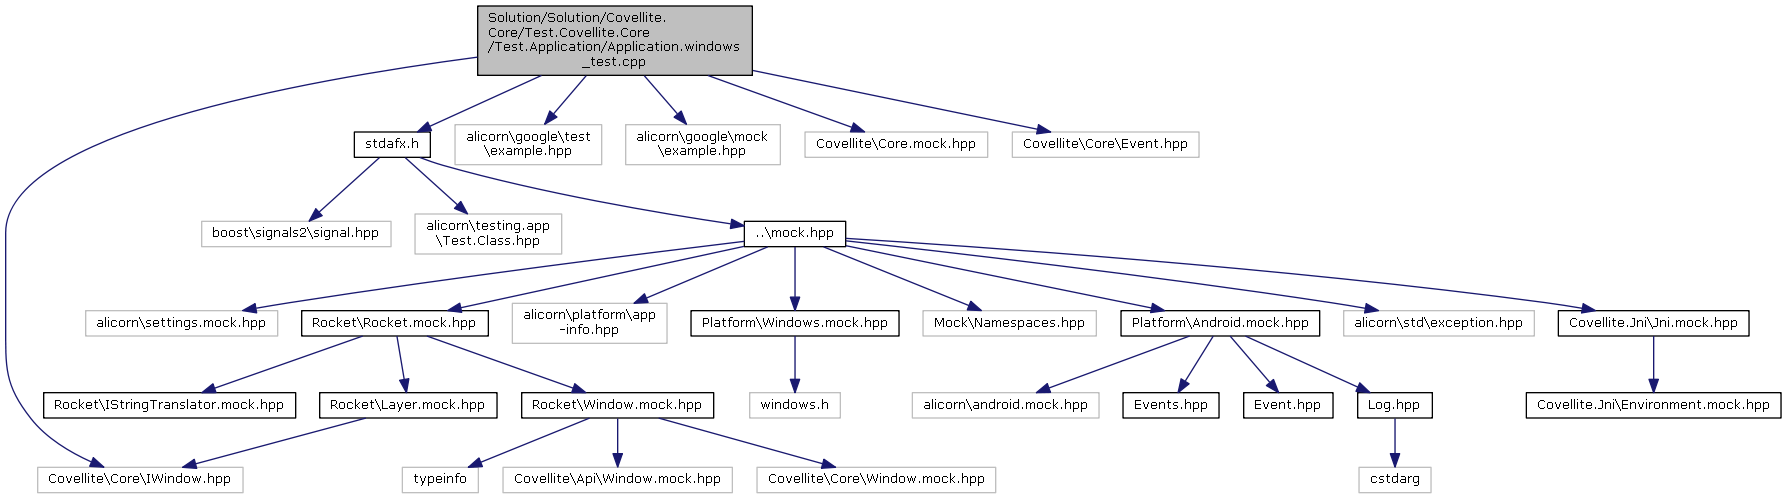 Solution/Solution/Covellite.
Core/Test.Covellite.Core
/Test.Application/Application.windows
_test.cpp
stdafx.h
alicorn\google\test
\example.hpp
alicorn\google\mock
\example.hpp
Covellite\Core.mock.hpp
Covellite\Core\Event.hpp
boost\signals2\signal.hpp
alicorn\testing.app
\Test.Class.hpp
..\mock.hpp
alicorn\settings.mock.hpp
Rocket\Rocket.mock.hpp
alicorn\platform\app
-info.hpp
Platform\Windows.mock.hpp
Mock\Namespaces.hpp
Platform\Android.mock.hpp
alicorn\std\exception.hpp
Covellite.Jni\Jni.mock.hpp
Rocket\IStringTranslator.mock.hpp
Rocket\Layer.mock.hpp
Rocket\Window.mock.hpp
windows.h
alicorn\android.mock.hpp
Events.hpp
Event.hpp
Log.hpp
Covellite.Jni\Environment.mock.hpp
Covellite\Core\IWindow.hpp
typeinfo
Covellite\Api\Window.mock.hpp
Covellite\Core\Window.mock.hpp
cstdarg